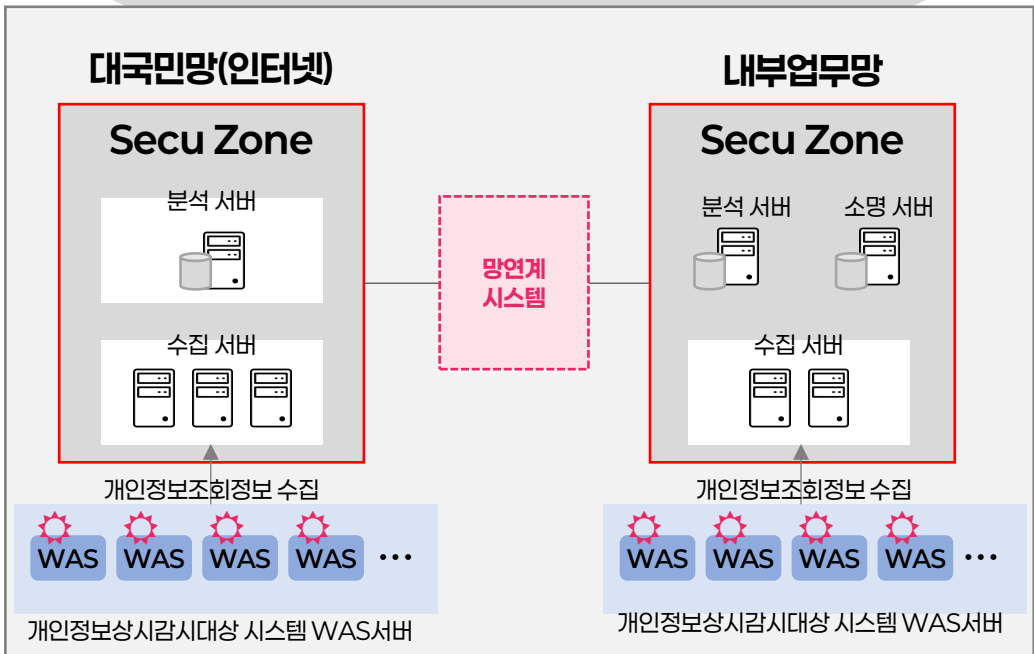 대국민망(인터넷)
Secu Zone
분석 서버
수집 서버
개인정보조회정보 수집
WAS WAS WAS WAS ...
개인정보상시감시대상 시스템 WAS서버
망연계
시스템
내부업무망
Secu Zone
분석 서버 소명 서버
수집 서버
개인정보조회정보 수집
WAS WAS WAS WAS ...
개인정보상시감시대상 시스템 WAS서버